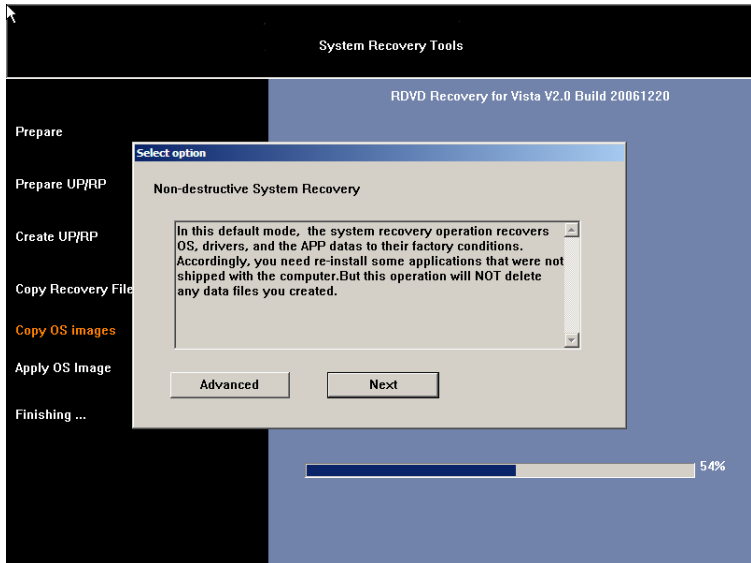 System Recovery Tools
RDVD Recovery for Vista V2.0 Build 20061220
Prepare
Prepare UP/RP
Create UP/RP
Copy Recovery File
Copy OS images
Apply OS Image
Finishing ...
Select option
Non-destructive System Recovery
In this default mode,  the system recovery operation recovers
OS, drivers, and the APP datas to their factory conditions.
Accordingly, you need re-install some applications that were not
shipped with the computer.But this operation will NOT delete
any data files you created.
Advanced
Next
54%